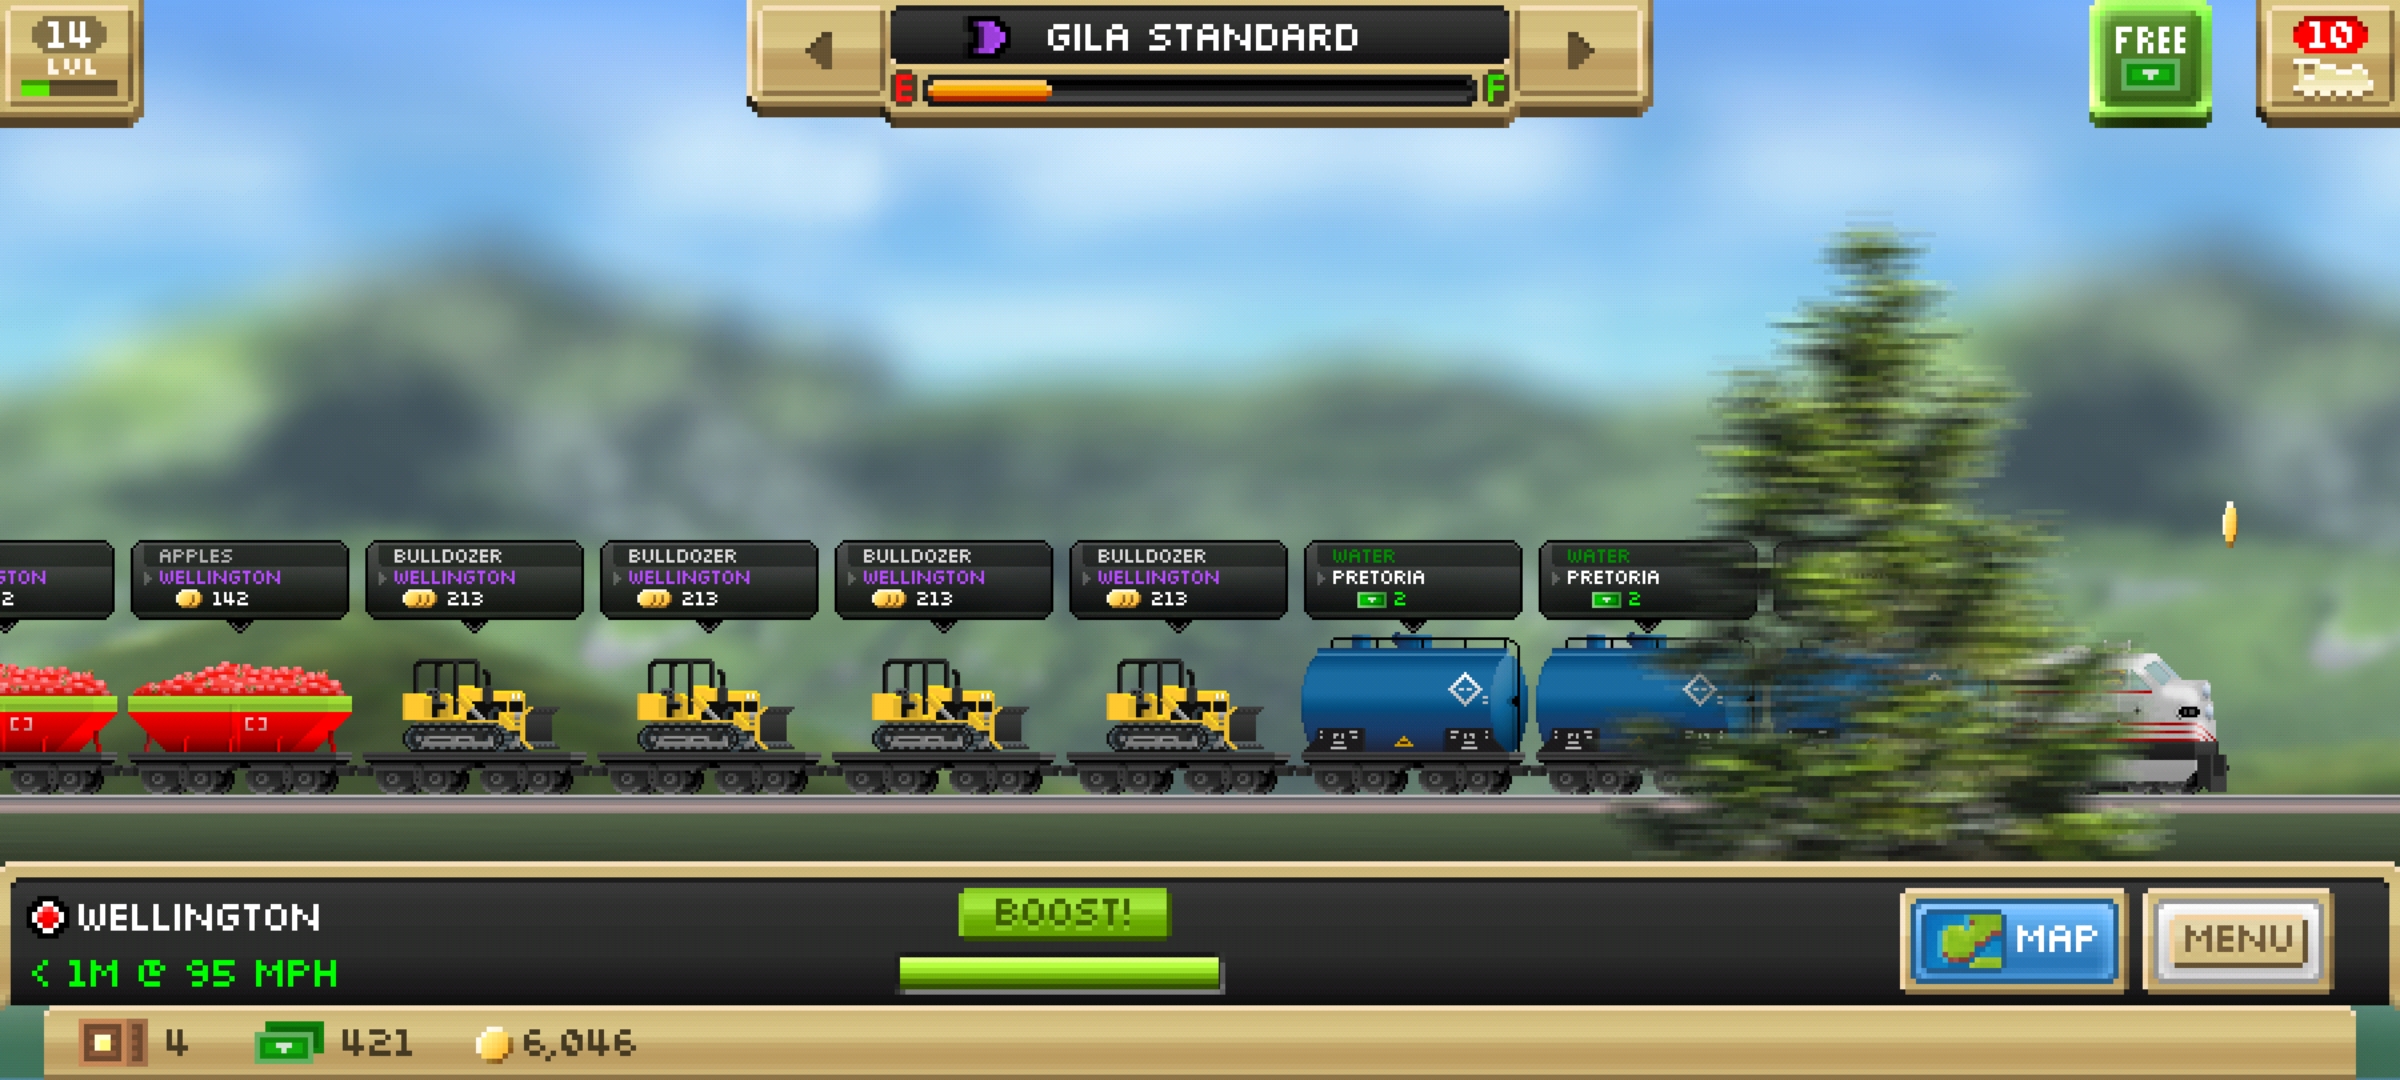 14
LVL
GILA STANDARD
E F
FREE
10
STON
2
APPLES
WELLINGTON
142
BULLDOZER
WELLINGTON
213
BULLDOZER
WELLINGTON
213
BULLDOZER
WELLINGTON
213
BULLDOZER
WELLINGTON
213
WATER
PRETORIA
2
WATER
PRETORIA
2
WELLINGTON
< 1M @ 95 MPH
BOOST!
MAP
MENU
4
421
6,046